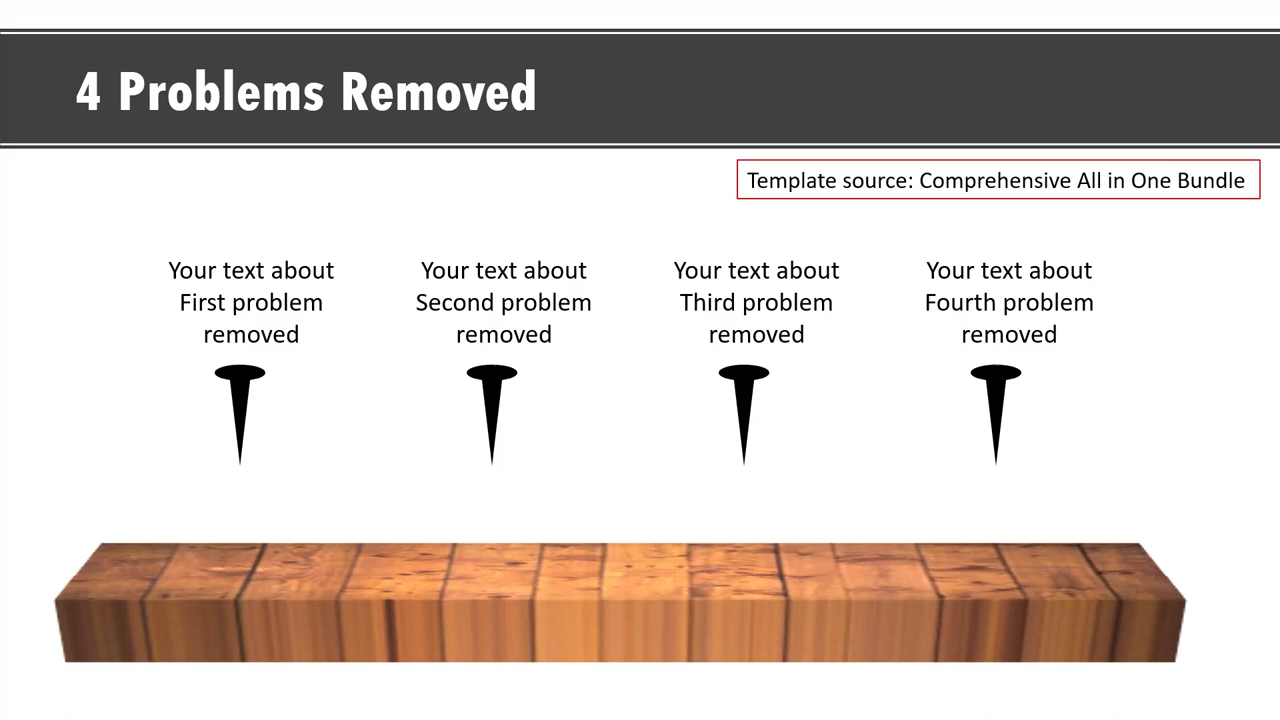 4 Problems Removed
Template source: Comprehensive All in One Bundle
Your text about
First problem
removed
Your text about
Second problem
removed
Your text about
Third problem
removed
Your text about
Fourth problem
removed